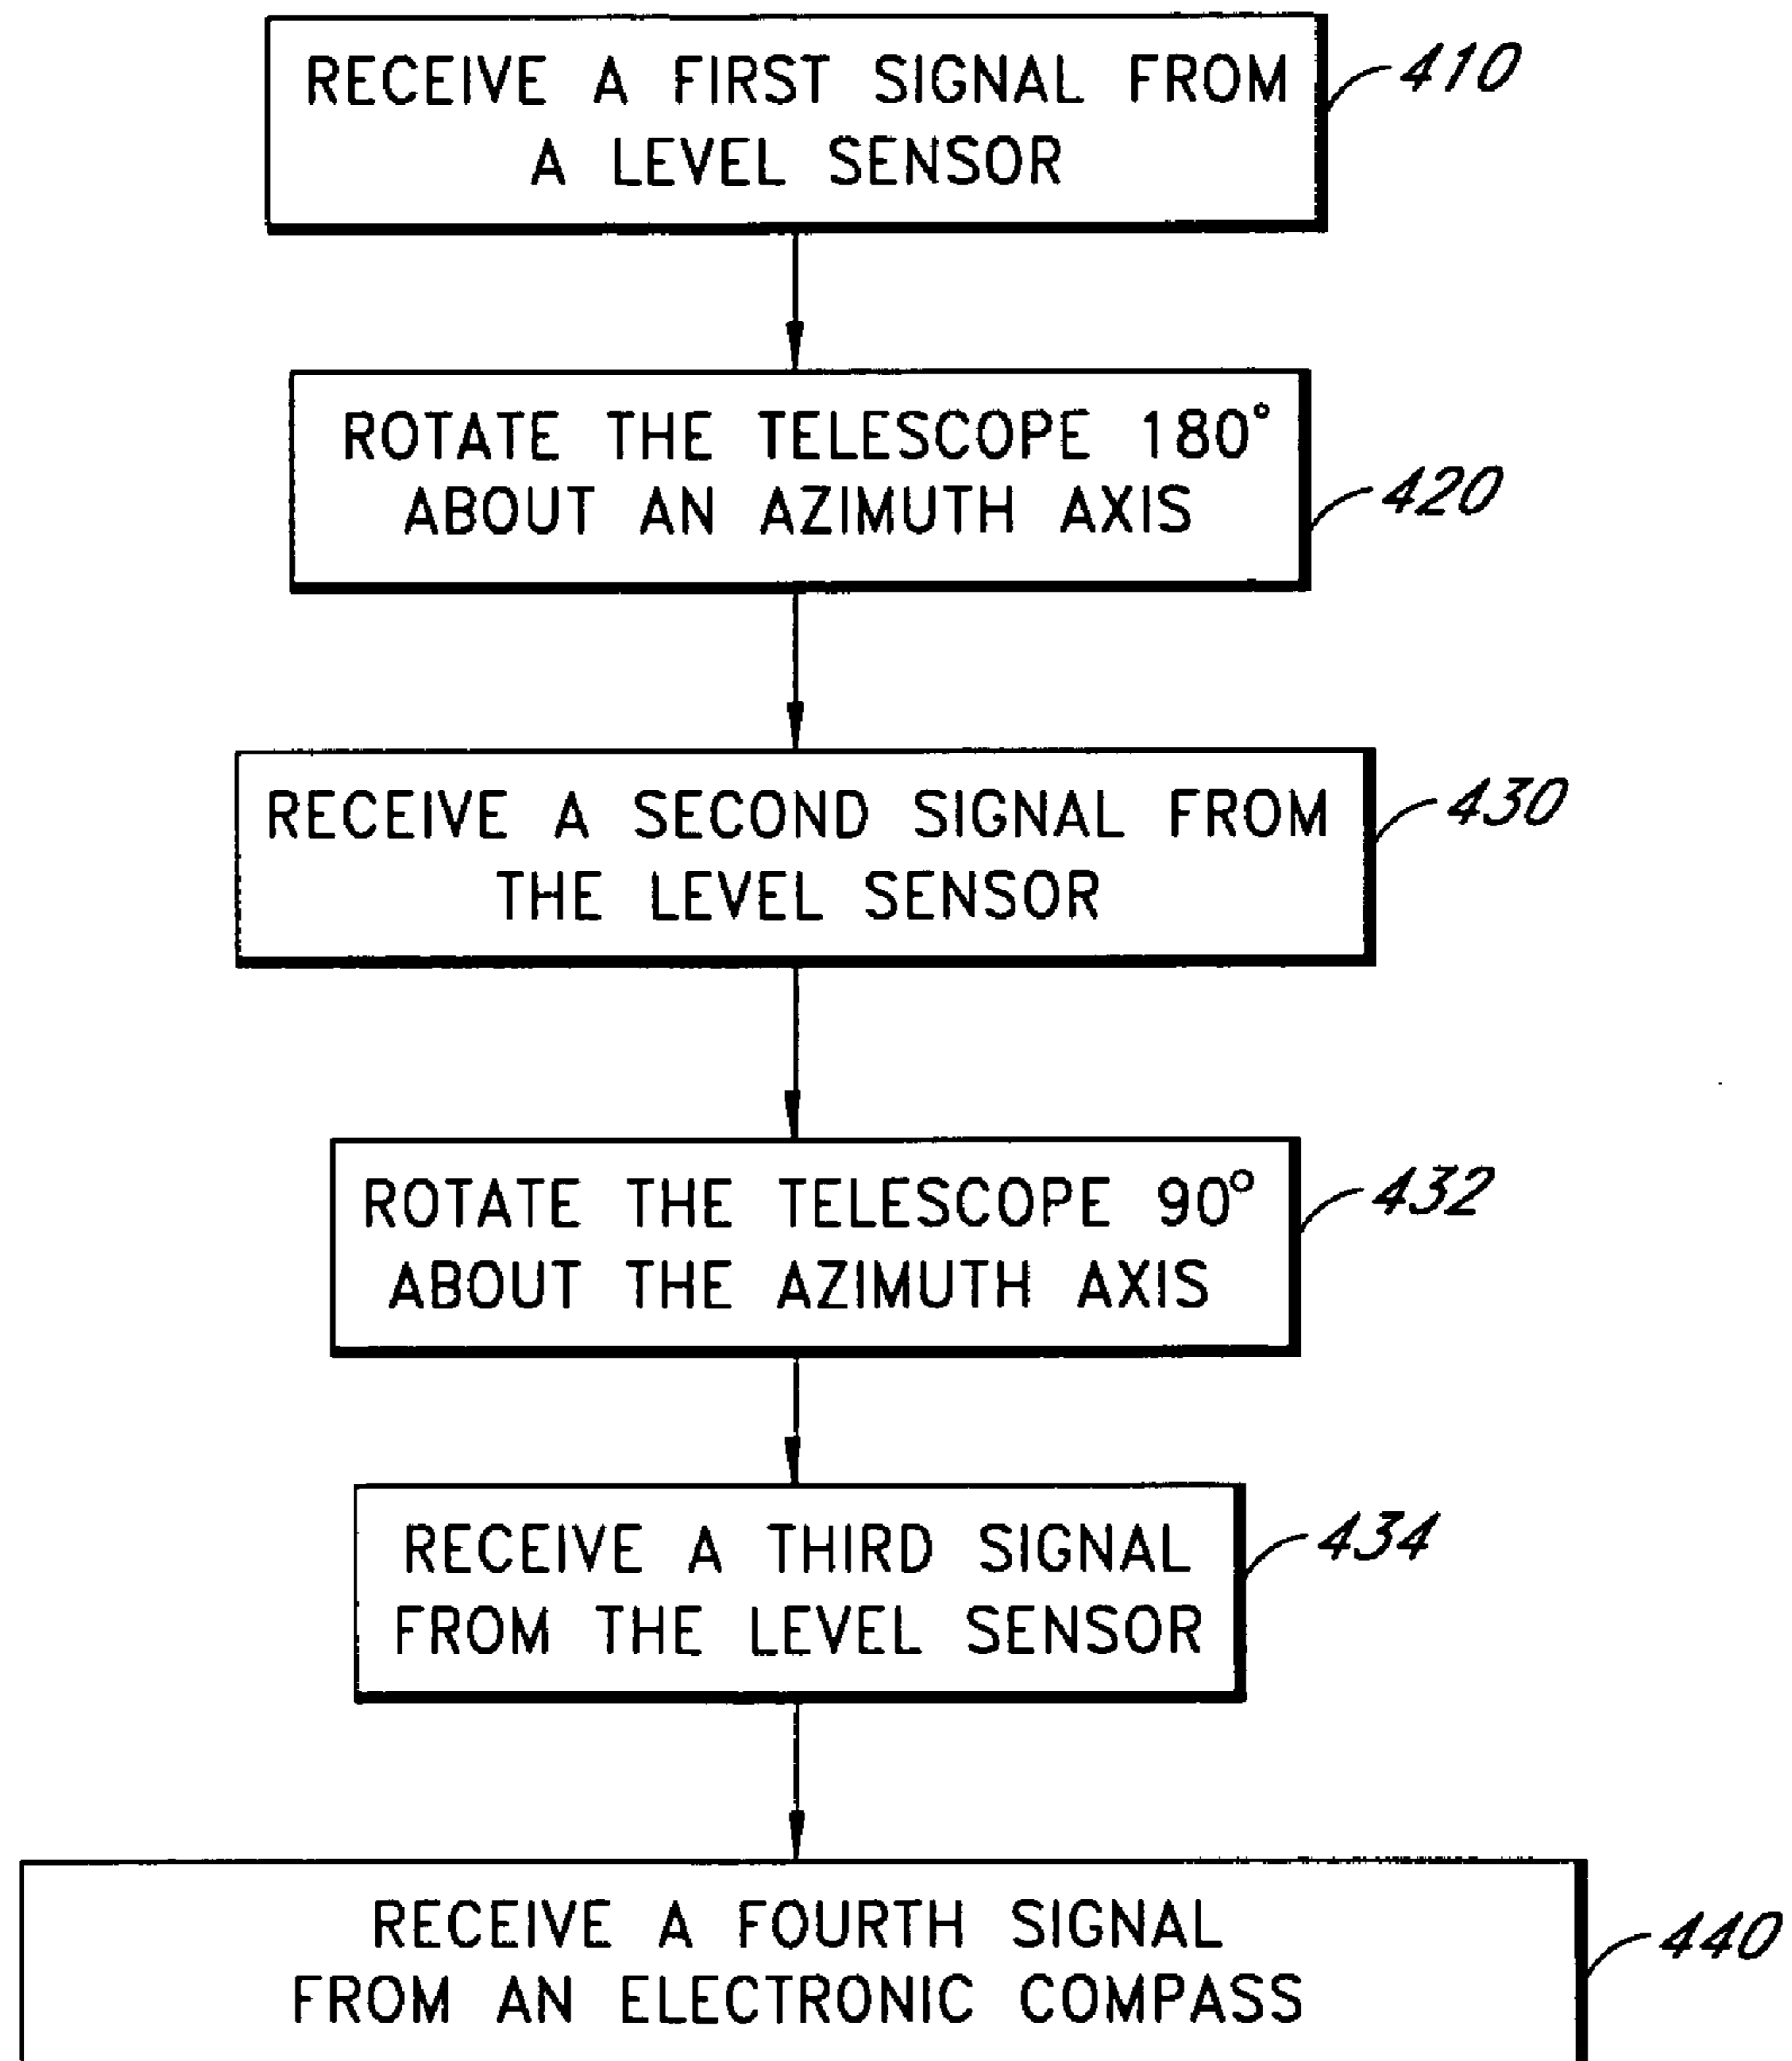 RECEIVE A FIRST SIGNAL FROM
A LEVEL SENSOR
410
ROTATE THE TELESCOPE 180°
ABOUT AN AZIMUTH AXIS
420
RECEIVE A SECOND SIGNAL FROM
THE LEVEL SENSOR
430
ROTATE THE TELESCOPE 90°
ABOUT THE AZIMUTH AXIS
432
RECEIVE A THIRD SIGNAL
FROM THE LEVEL SENSOR
434
RECEIVE A FOURTH SIGNAL
FROM AN ELECTRONIC COMPASS
440